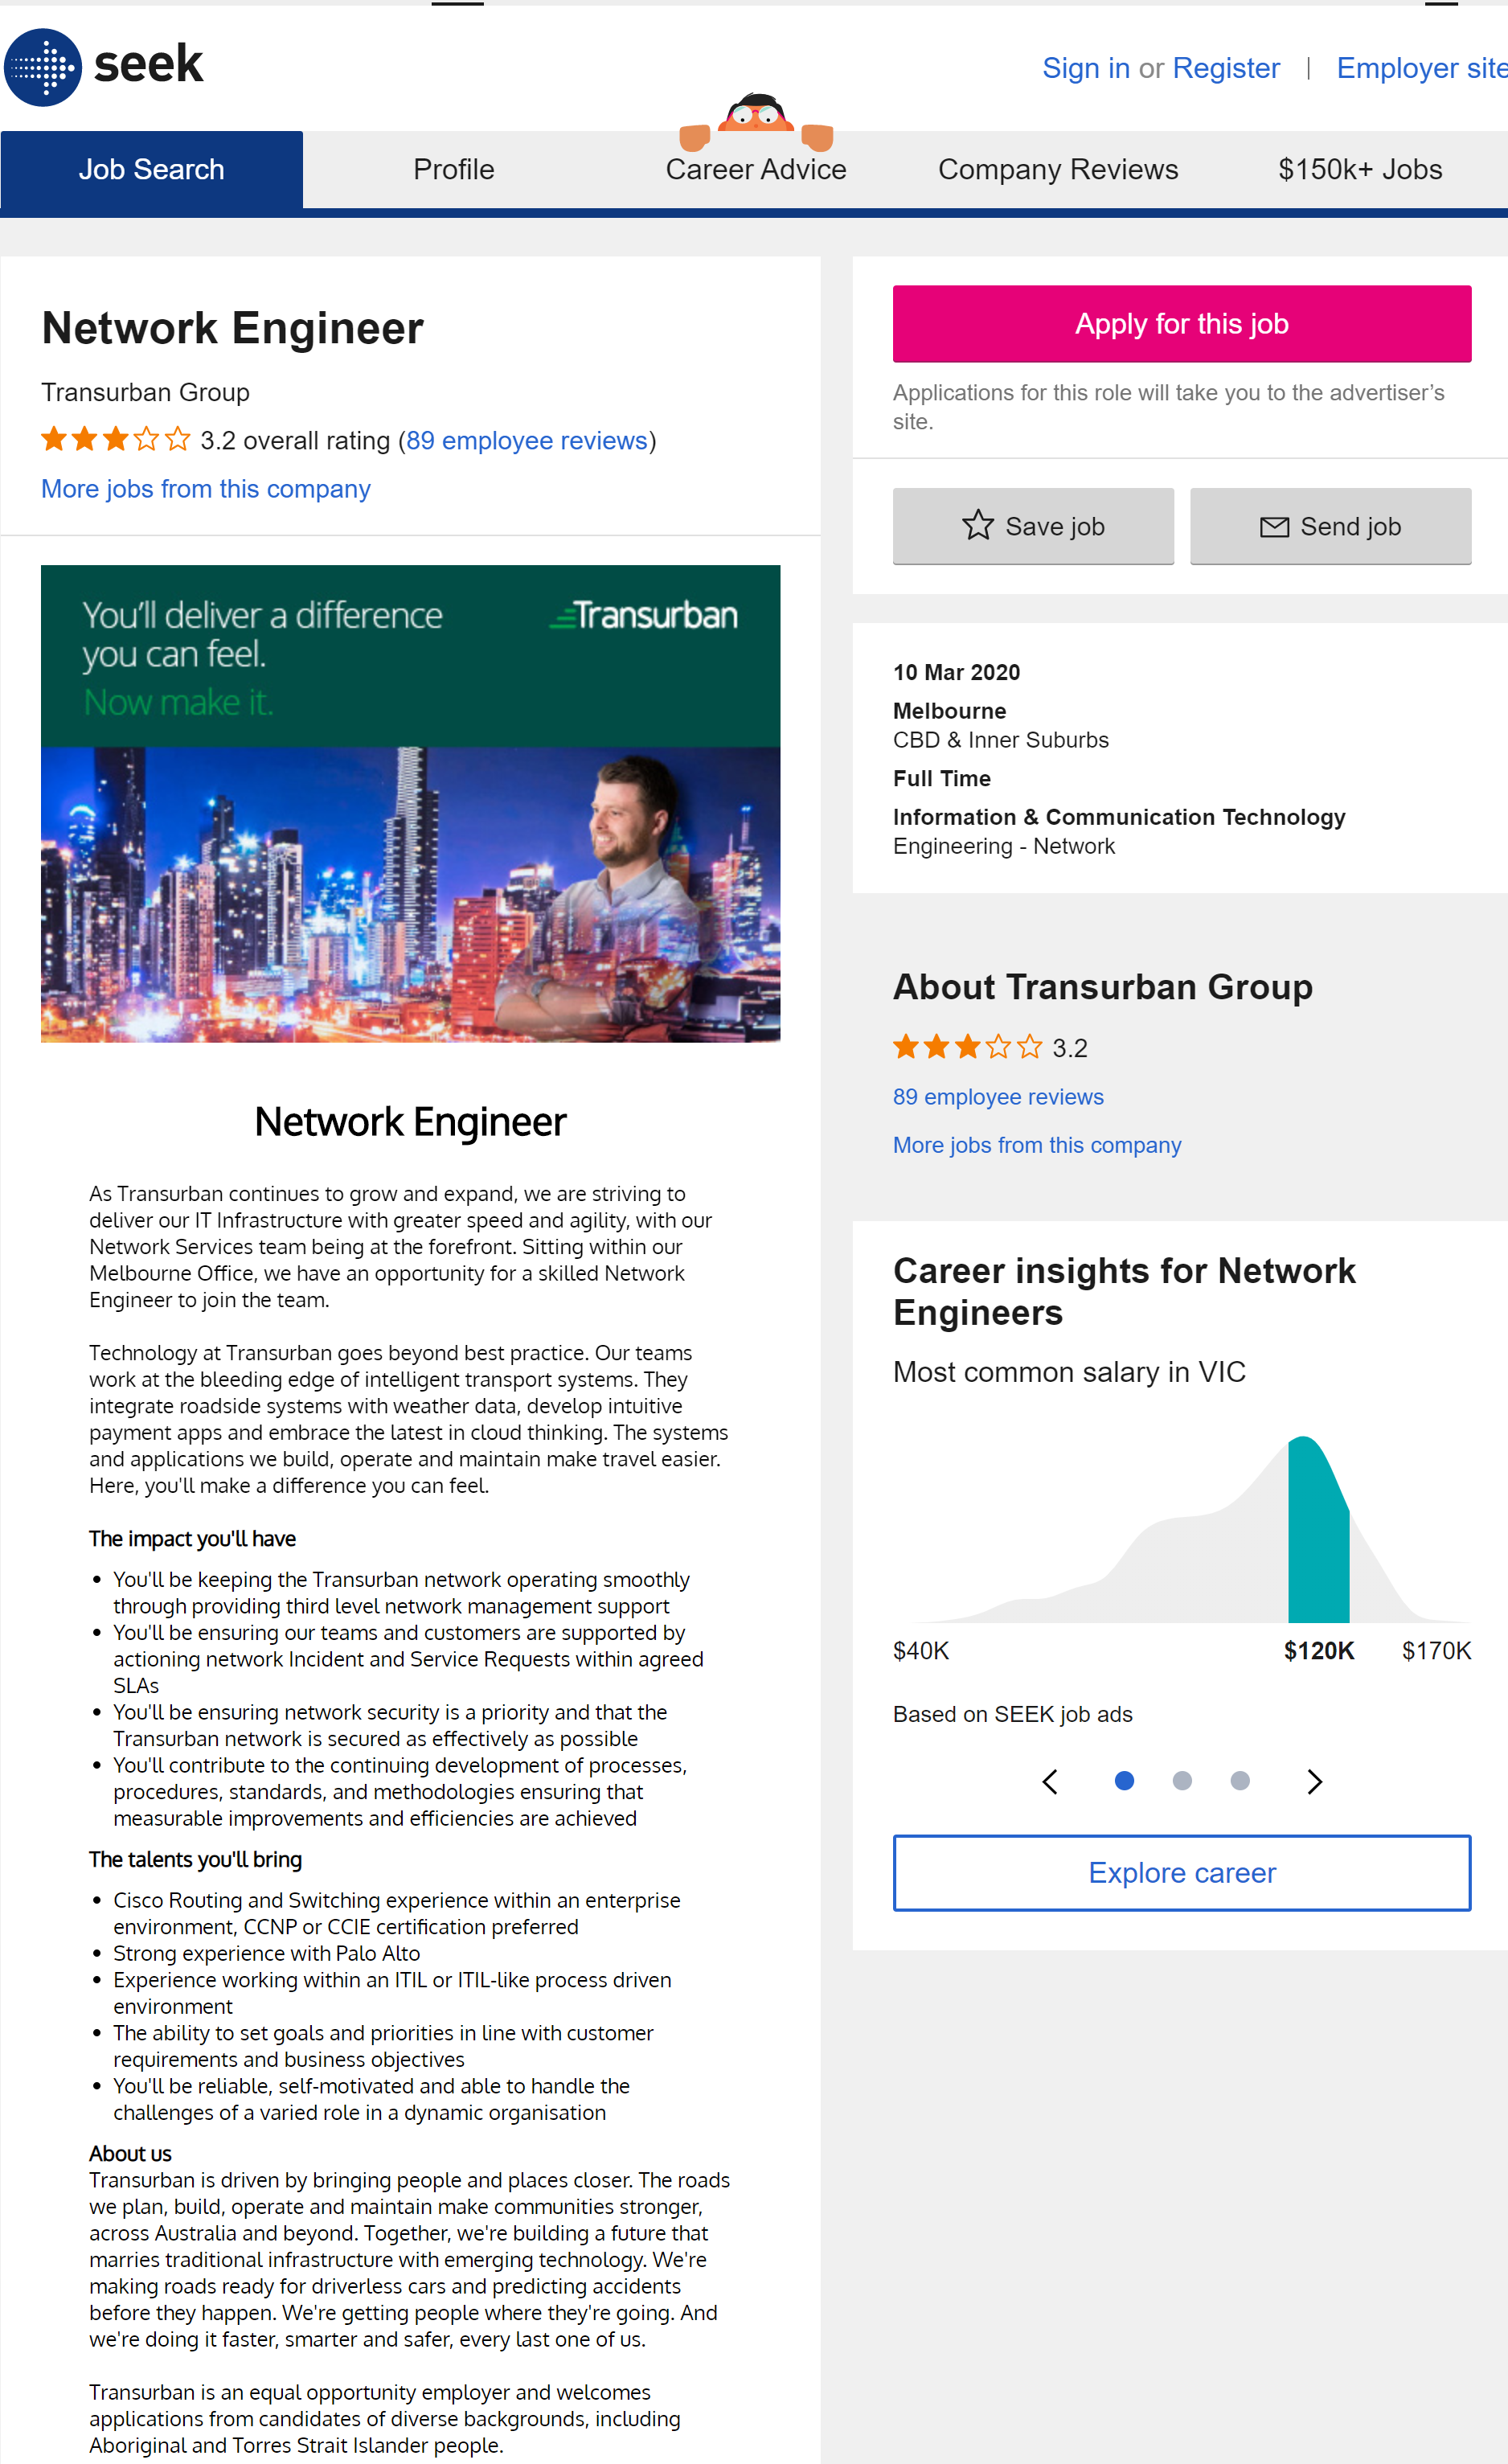 seek
Sign in or Register | Employer site
Job Search
Profile
Career Advice
Company Reviews
$150k+ Jobs
Network Engineer
Transurban Group
3.2 overall rating (89 employee reviews)
More jobs from this company
You'll deliver a difference
you can feel.
Now make it.
Transurban
Network Engineer
As Transurban continues to grow and expand, we are striving to
deliver our IT Infrastructure with greater speed and agility, with our
Network Services team being at the forefront. Sitting within our
Melbourne Office, we have an opportunity for a skilled Network
Engineer to join the team.
Technology at Transurban goes beyond best practice. Our teams
work at the bleeding edge of intelligent transport systems. They
integrate roadside systems with weather data, develop intuitive
payment apps and embrace the latest in cloud thinking. The systems
and applications we build, operate and maintain make travel easier.
Here, you'll make a difference you can feel.
The impact you'll have
• You'll be keeping the Transurban network operating smoothly
through providing third level network management support
• You'll be ensuring our teams and customers are supported by
actioning network Incident and Service Requests within agreed
SLAs
• You'll be ensuring network security is a priority and that the
Transurban network is secured as effectively as possible
• You'll contribute to the continuing development of processes,
procedures, standards, and methodologies ensuring that
measurable improvements and efficiencies are achieved
The talents you'll bring
• Cisco Routing and Switching experience within an enterprise
environment, CCNP or CCIE certification preferred
• Strong experience with Palo Alto
• Experience working within an ITIL or ITIL-like process driven
environment
• The ability to set goals and priorities in line with customer
requirements and business objectives
• You'll be reliable, self-motivated and able to handle the
challenges of a varied role in a dynamic organisation
About us
Transurban is driven by bringing people and places closer. The roads
we plan, build, operate and maintain make communities stronger,
across Australia and beyond. Together, we're building a future that
marries traditional infrastructure with emerging technology. We're
making roads ready for driverless cars and predicting accidents
before they happen. We're getting people where they're going. And
we're doing it faster, smarter and safer, every last one of us.
Transurban is an equal opportunity employer and welcomes
applications from candidates of diverse backgrounds, including
Aboriginal and Torres Strait Islander people.
Apply for this job
Applications for this role will take you to the advertiser’s
site.
Save job
Send job
10 Mar 2020
Melbourne
CBD & Inner Suburbs
Full Time
Information & Communication Technology
Engineering - Network
About Transurban Group
3.2
89 employee reviews
More jobs from this company
Career insights for Network
Engineers
Most common salary in VIC
$40K
$120K
$170K
Based on SEEK job ads
Explore career